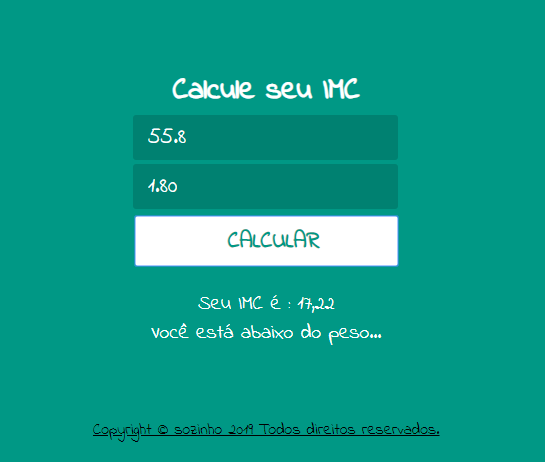 Calcule seu IMC
55.8
1.80
CALCULAR
Seu IMC é : 17,22
Você está abaixo do peso...
Copyright © sozinho 2019 Todos direitos reservados.